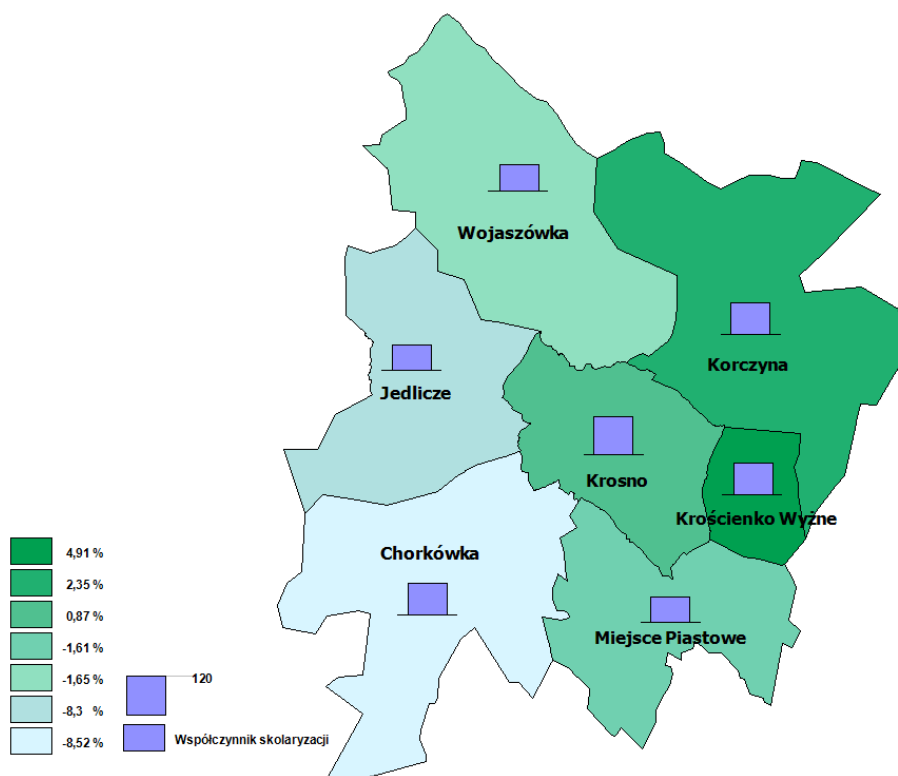 Wojaszówka
Korczyna
Jedlicze
Krosno
Krościenko Wyżne
Chorkówka
Miejsce Piastowe
4,91 %
2,35 %
0,87 %
-1,61 %
-1,65 %
-8,3 %
-8,52 %
120
Współczynnik skolaryzacji